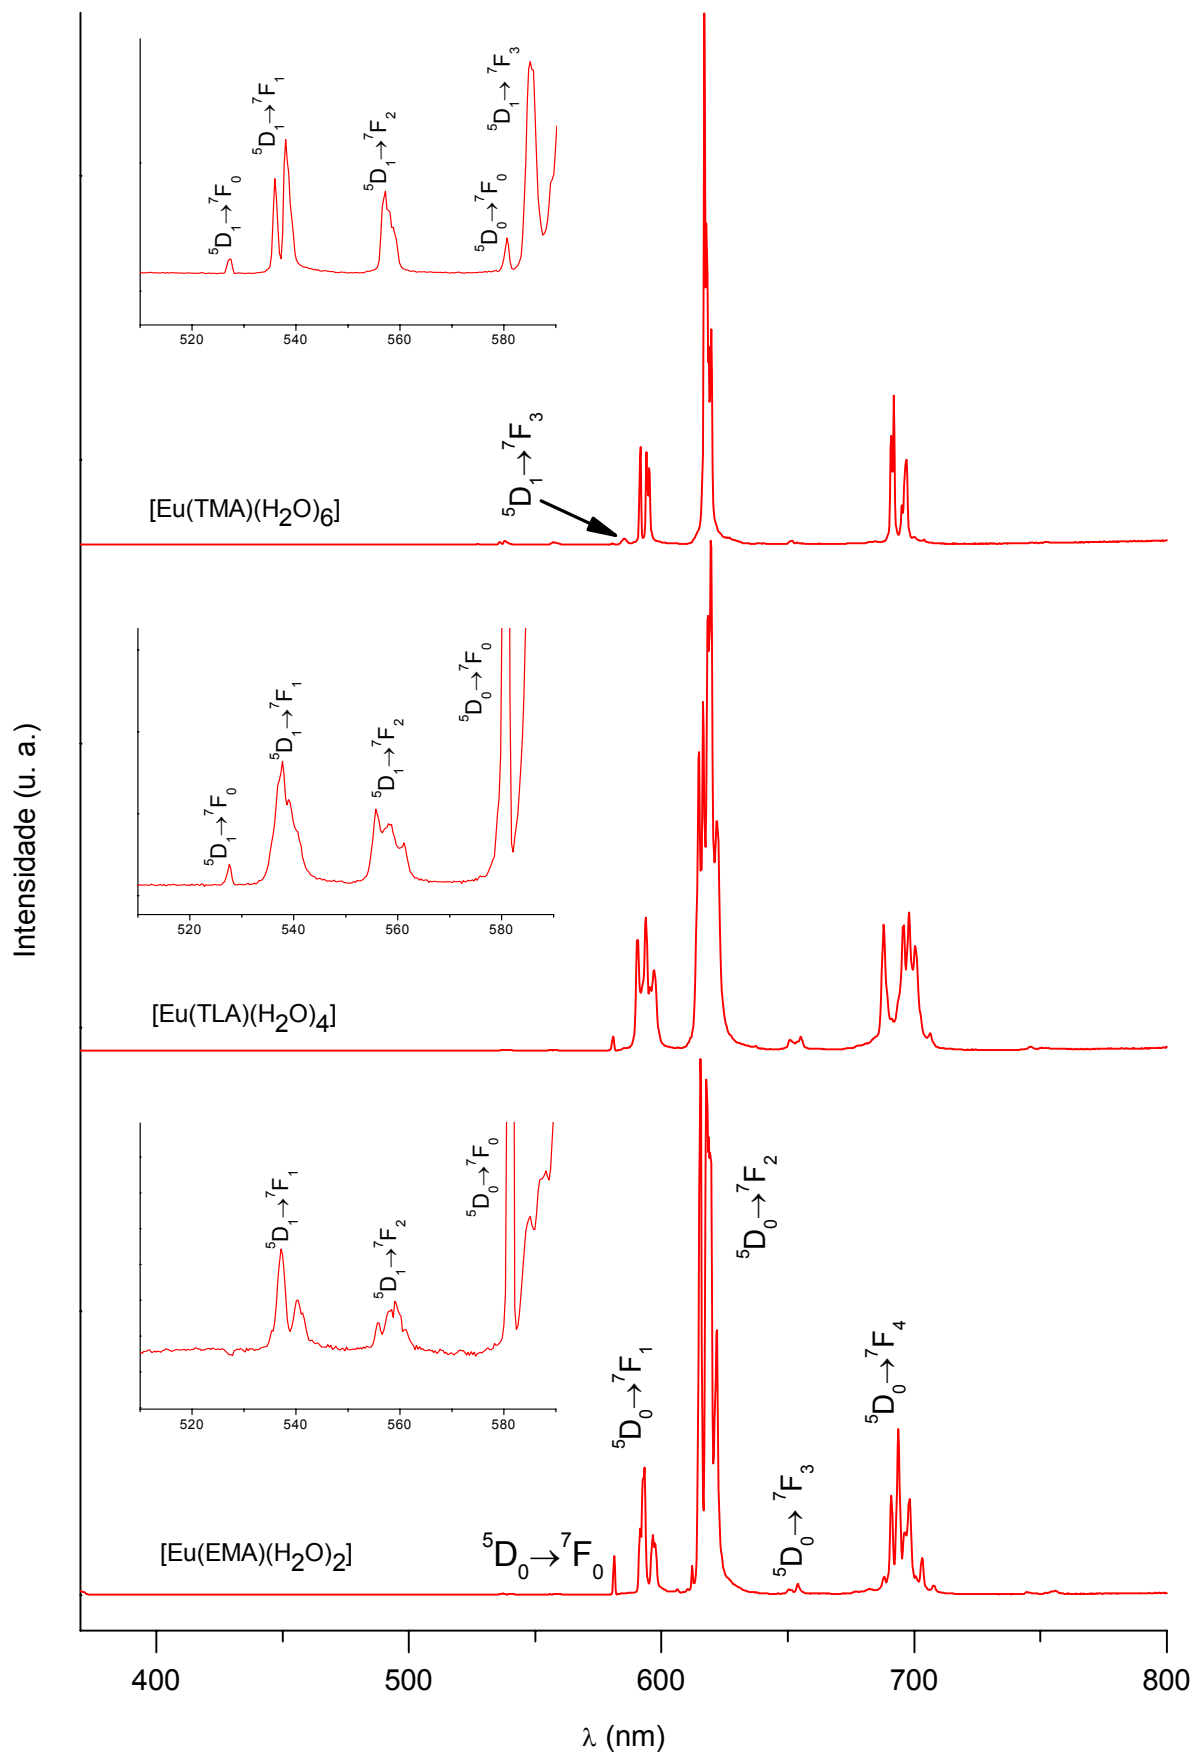 ⁵D₁→⁷F₀
⁵D₁→⁷F₁
⁵D₁→⁷F₂
⁵D₀→⁷F₀
⁵D₁→⁷F₃
520 540 560 580
⁵D₁→⁷F₃
[Eu(TMA)(H₂O)₆]
⁵D₁→⁷F₀
⁵D₁→⁷F₁
⁵D₁→⁷F₂
⁵D₀→⁷F₀
520 540 560 580
[Eu(TLA)(H₂O)₄]
⁵D₁→⁷F₁
⁵D₁→⁷F₂
⁵D₀→⁷F₀
520 540 560 580
[Eu(EMA)(H₂O)₂]
⁵D₀→⁷F₀
⁵D₀→⁷F₁
⁵D₀→⁷F₂
⁵D₀→⁷F₃
⁵D₀→⁷F₄
Intensidade (u. a.)
400 500 600 700 800
λ (nm)